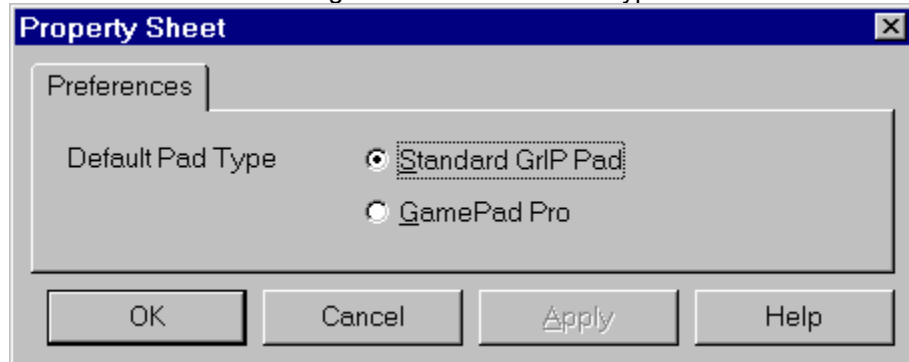 Property Sheet
Preferences
Default Pad Type
Standard GrIP Pad
GamePad Pro
OK Cancel Apply Help